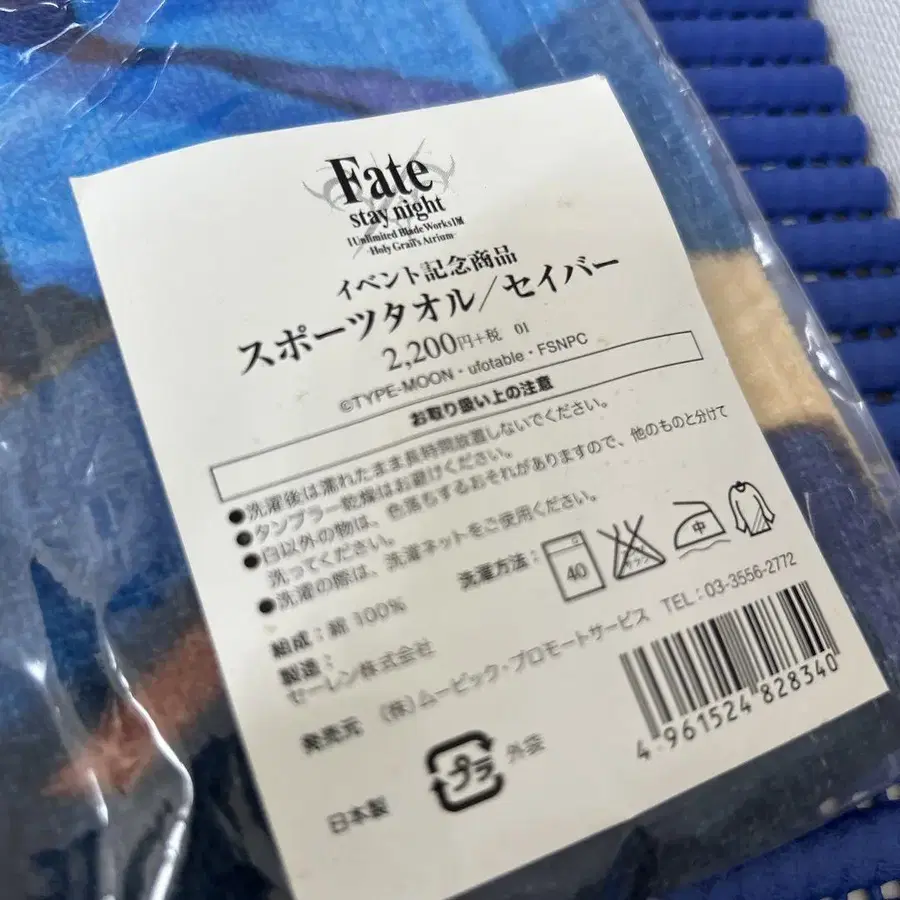 Fate
stay night
[Unlimited Blade Works]™
-Holy Grail's Atrium-
イベント記念商品
スポーツタオル/セイバー
2,200円+税 01
©TYPE-MOON・ufotable・FSNPC
お取り扱い上の注意
●洗濯後は濡れたまま長時間放置しないでください。
●タンブラー乾燥はお避けください。
●白以外の物は、色落ちするおそれがありますので、他のものと分けて
洗ってください。
●洗濯の際は、洗濯ネットをご使用ください。
組成:綿 100%
洗濯方法:
40
中
製造:
セーレン株式会社
発売元 (株)ムービック・プロモートサービス TEL:03-3556-2772
4 961524 828340
日本製
プラ
外袋